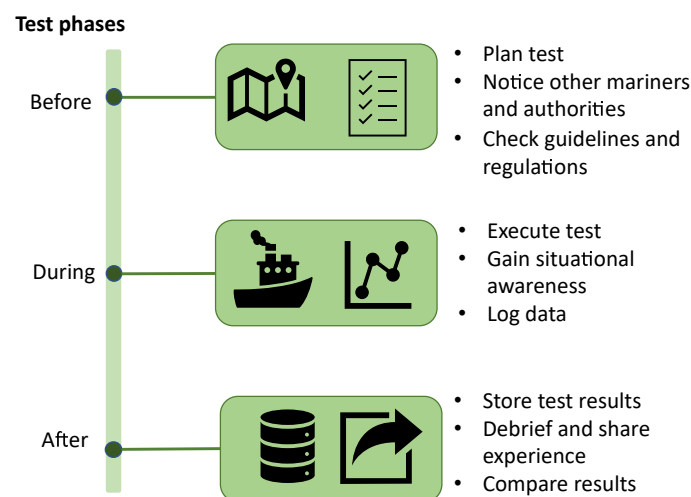 Test phases
Before
• Plan test
• Notice other mariners
and authorities
• Check guidelines and
regulations
During
• Execute test
• Gain situational
awareness
• Log data
After
• Store test results
• Debrief and share
experience
• Compare results